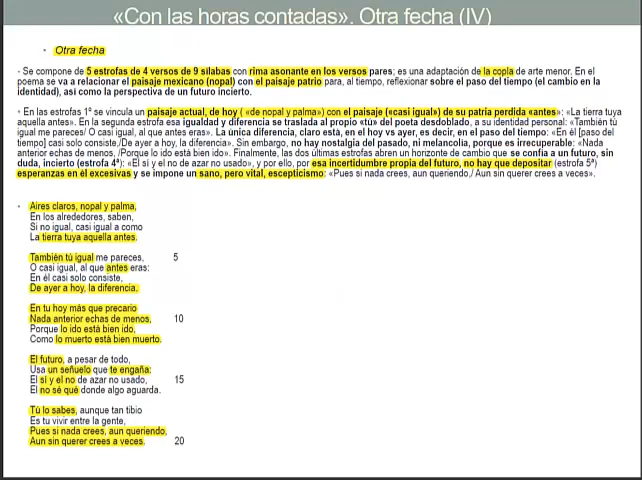 «Con las horas contadas». Otra fecha (IV)
• Otra fecha
- Se compone de 5 estrofas de 4 versos de 9 sílabas con rima asonante en los versos pares; es una adaptación de la copla de arte menor. En el
poema se va a relacionar el paisaje mexicano (nopal) con el paisaje patrio para, al tiempo, reflexionar sobre el paso del tiempo (el cambio en la
identidad), así como la perspectiva de un futuro incierto.
• En las estrofas 1º se vincula un paisaje actual, de hoy ( «de nopal y palma») con el paisaje («casi igual») de su patria perdida «antes»: «La tierra tuya
aquella antes». En la segunda estrofa esa igualdad y diferencia se traslada al propio «tú» del poeta desdoblado, a su identidad personal: «También tú
igual me pareces/ O casi igual, al que antes eras». La única diferencia, claro está, en el hoy vs ayer, es decir, en el paso del tiempo: «En él [paso del
tiempo] casi solo consiste,/De ayer a hoy, la diferencia». Sin embargo, no hay nostalgia del pasado, ni melancolía, porque es irrecuperable: «Nada
anterior echas de menos, /Porque lo ido está bien ido». Finalmente, las dos últimas estrofas abren un horizonte de cambio que se confía a un futuro, sin
duda, incierto (estrofa 4ª): «El sí y el no de azar no usado», y por ello, por esa incertidumbre propia del futuro, no hay que depositar (estrofa 5ª)
esperanzas en él excesivas y se impone un sano, pero vital, escepticismo: «Pues si nada crees, aun queriendo,/ Aun sin querer crees a veces».
• Aires claros, nopal y palma,
En los alrededores, saben,
Si no igual, casi igual a como
La tierra tuya aquella antes.
También tú igual me pareces, 5
O casi igual, al que antes eras:
En él casi solo consiste,
De ayer a hoy, la diferencia.
En tu hoy más que precario
Nada anterior echas de menos, 10
Porque lo ido está bien ido,
Como lo muerto está bien muerto.
El futuro, a pesar de todo,
Usa un señuelo que te engaña:
El sí y el no de azar no usado, 15
El no sé qué donde algo aguarda.
Tú lo sabes, aunque tan tibio
Es tu vivir entre la gente,
Pues si nada crees, aun queriendo,
Aun sin querer crees a veces. 20